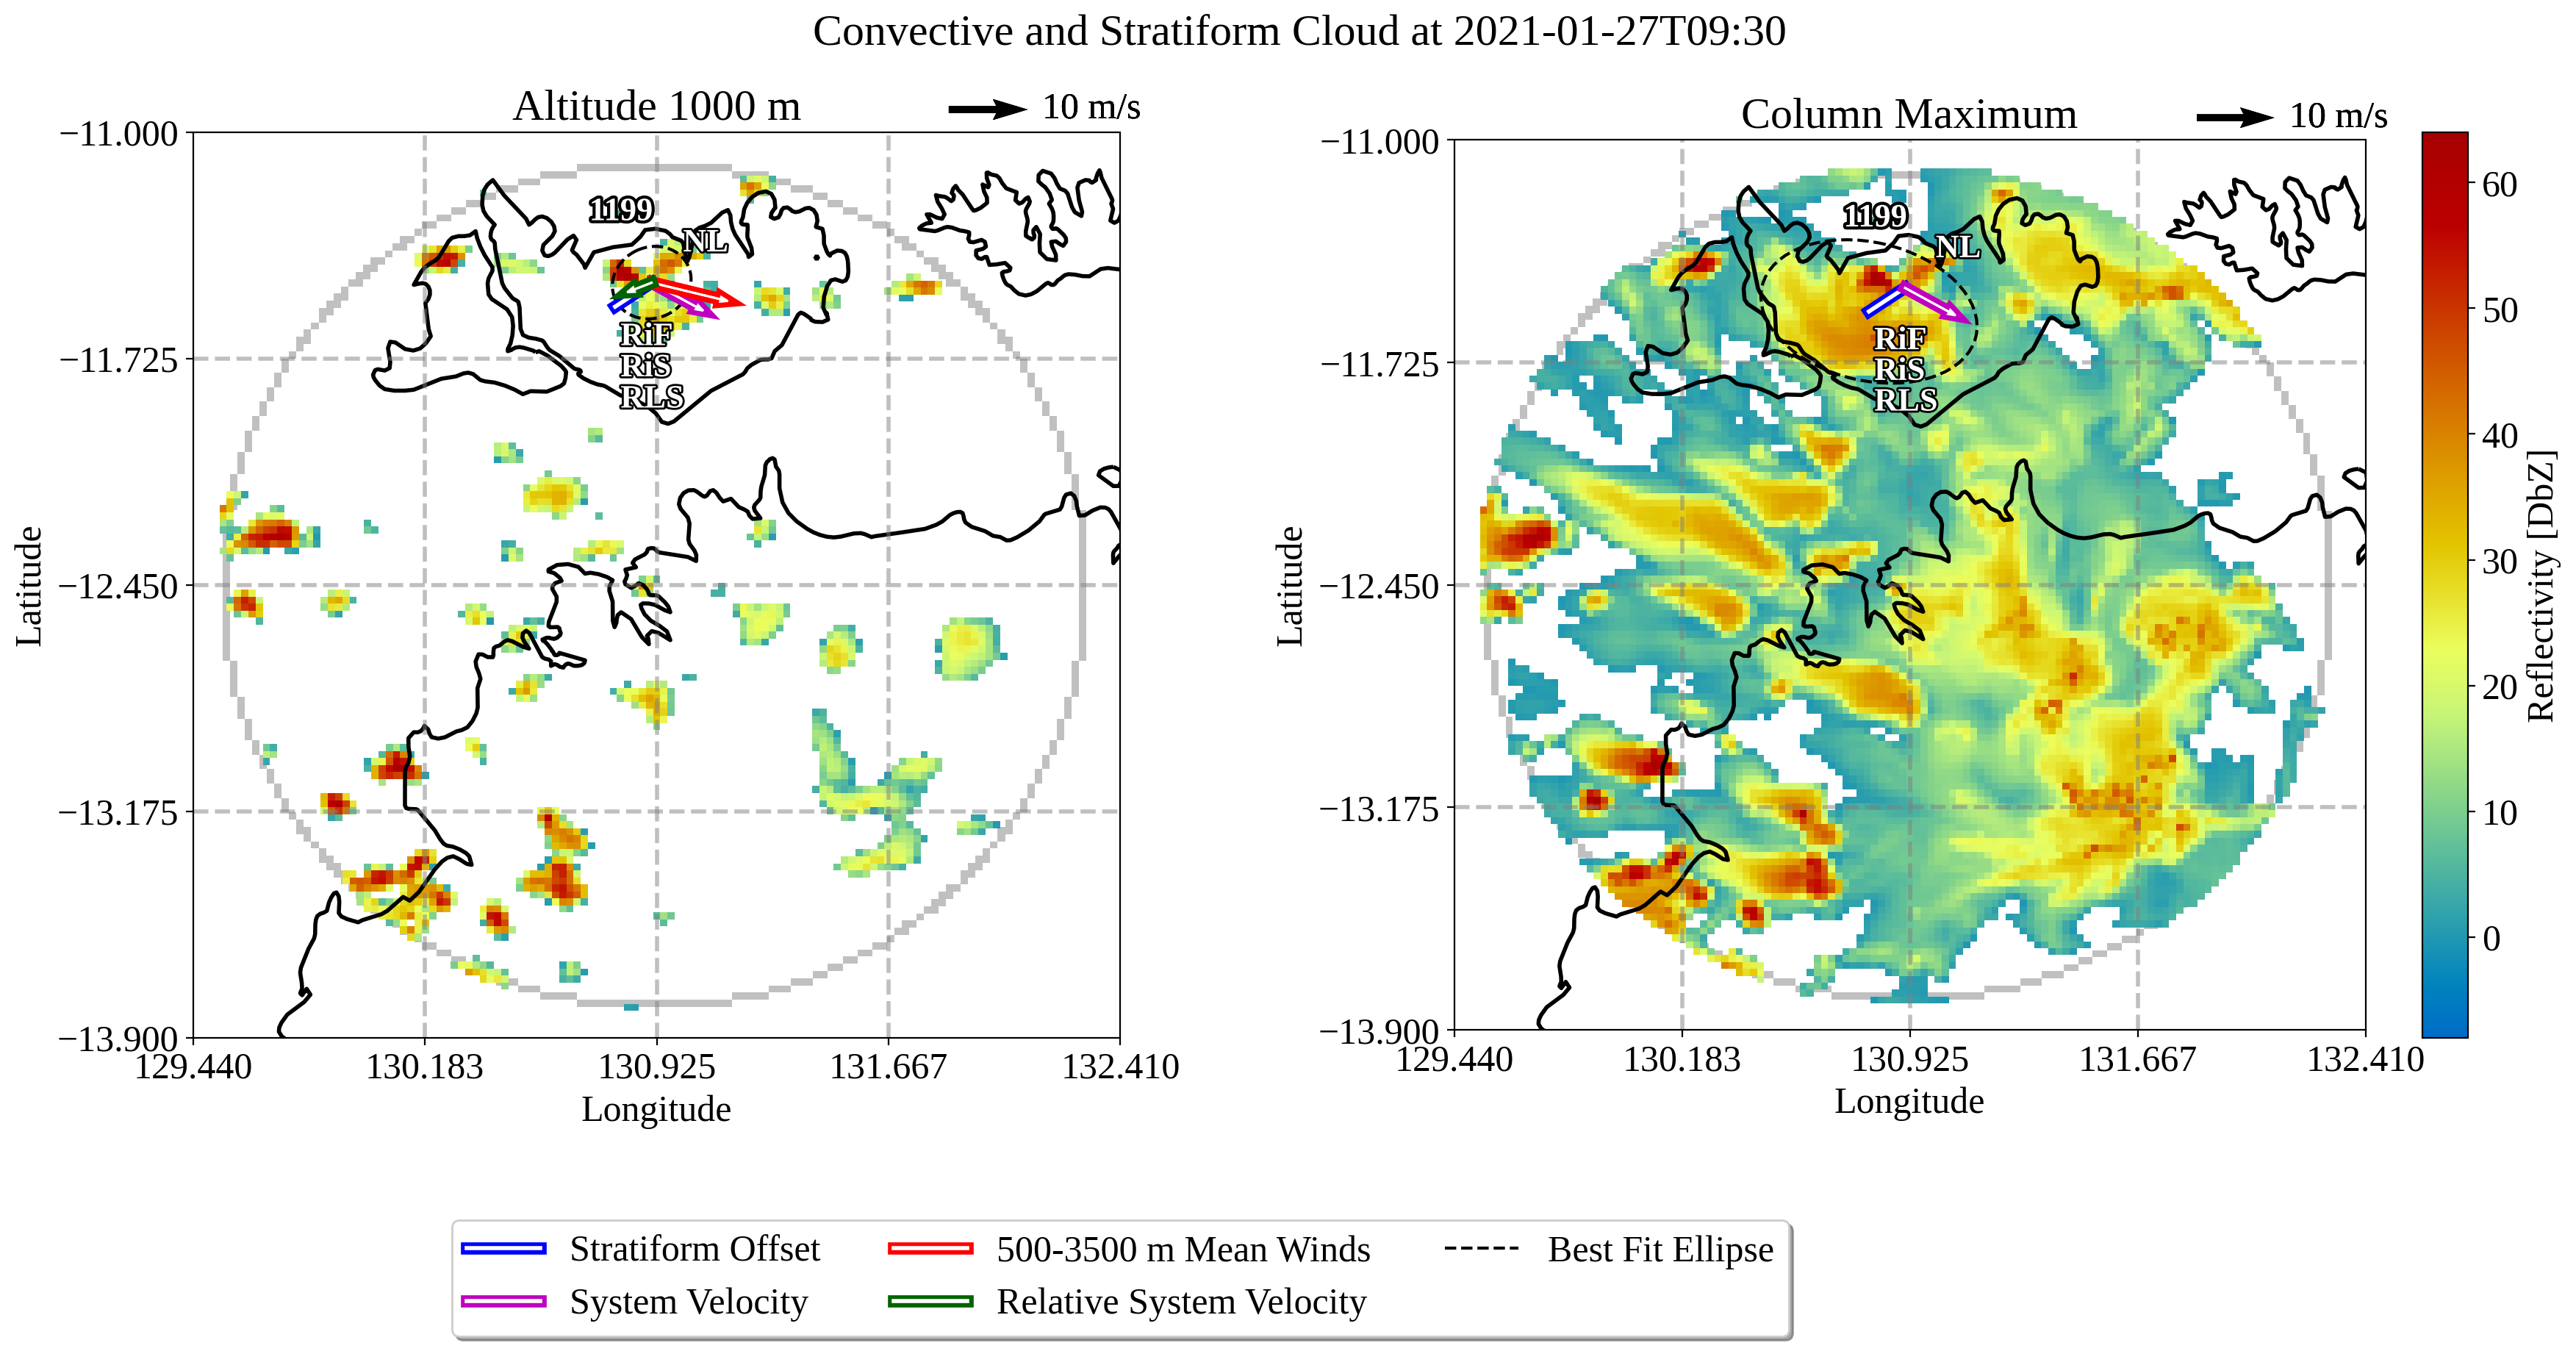 Convective and Stratiform Cloud at 2021-01-27T09:30
Altitude 1000 m
10 m/s
−11.000
−11.725
−12.450
−13.175
−13.900
Latitude
129.440
130.183
130.925
131.667
132.410
Longitude
1199
NL
RiF
RiS
RLS
Column Maximum
10 m/s
−11.000
−11.725
−12.450
−13.175
−13.900
Latitude
129.440
130.183
130.925
131.667
132.410
Longitude
1199
NL
RiF
RiS
RLS
60
50
40
30
20
10
0
Reflectivity [DbZ]
Stratiform Offset
System Velocity
500-3500 m Mean Winds
Relative System Velocity
Best Fit Ellipse